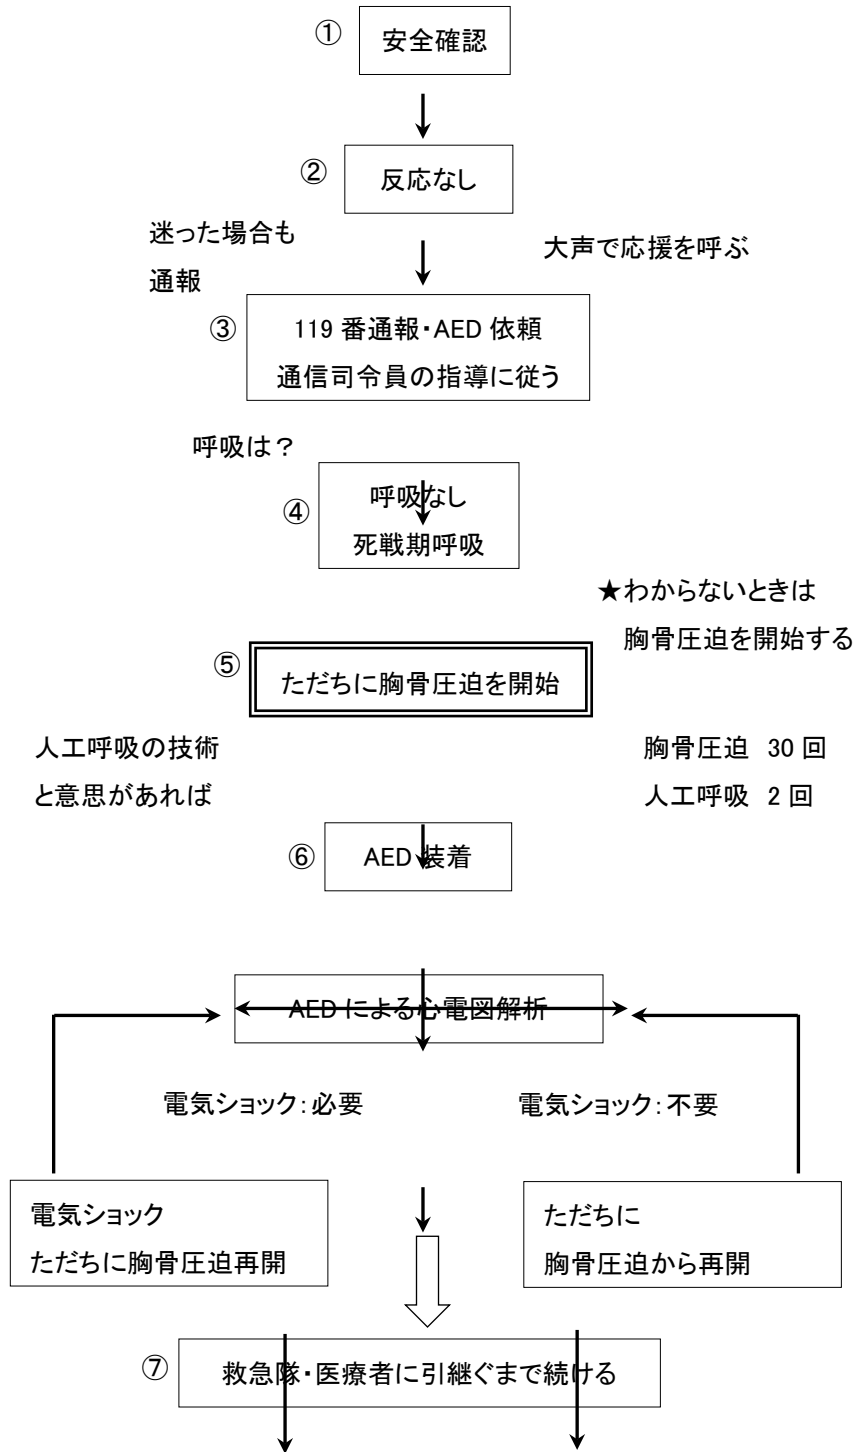 ① 安全確認
② 反応なし
迷った場合も
通報
大声で応援を呼ぶ
③ 119 番通報・AED 依頼
通信司令員の指導に従う
呼吸は？
④ 呼吸なし
死戦期呼吸
★わからないときは
胸骨圧迫を開始する
⑤ ただちに胸骨圧迫を開始
人工呼吸の技術
と意思があれば
胸骨圧迫 30 回
人工呼吸 2 回
⑥ AED 装着
AED による心電図解析
電気ショック：必要
電気ショック：不要
電気ショック
ただちに胸骨圧迫再開
ただちに
胸骨圧迫から再開
⑦ 救急隊・医療者に引継ぐまで続ける